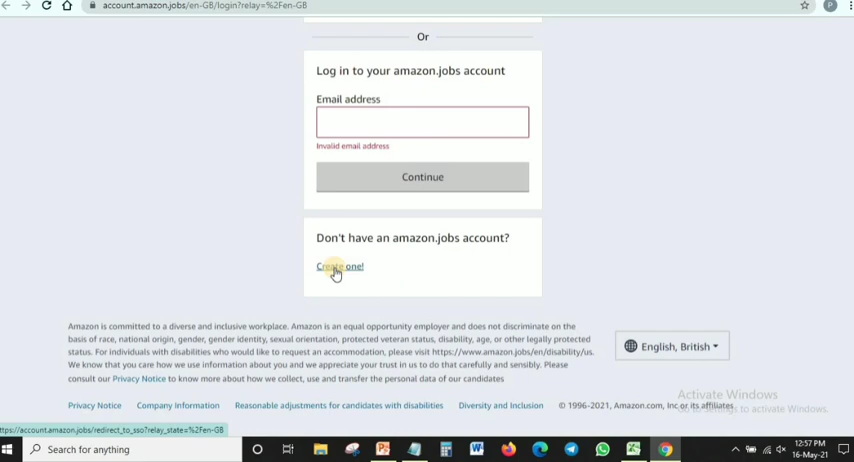 account.amazon.jobs/en-GB/login?relay=%2Fen-GB
P
Or
Log in to your amazon.jobs account
Email address
Invalid email address
Continue
Don't have an amazon.jobs account?
Create one!
Amazon is committed to a diverse and inclusive workplace. Amazon is an equal opportunity employer and does not discriminate on the
basis of race, national origin, gender, gender identity, sexual orientation, protected veteran status, disability, age, or other legally protected
status. For individuals with disabilities who would like to request an accommodation, please visit https://www.amazon.jobs/en/disability/us.
We know that you care how we use information about you and we appreciate your trust in us to do that carefully and sensibly. Please
consult our Privacy Notice to know more about how we collect, use and transfer the personal data of our candidates
English, British
Activate Windows
Go to Settings to activate Windows.
Privacy Notice Company Information Reasonable adjustments for candidates with disabilities Diversity and Inclusion © 1996-2021, Amazon.com, Inc or its affiliates
ttps://account.amazon.jobs/redirect_to_sso?relay_state=%2Fen-GB
Search for anything
12:57 PM
16-May-21